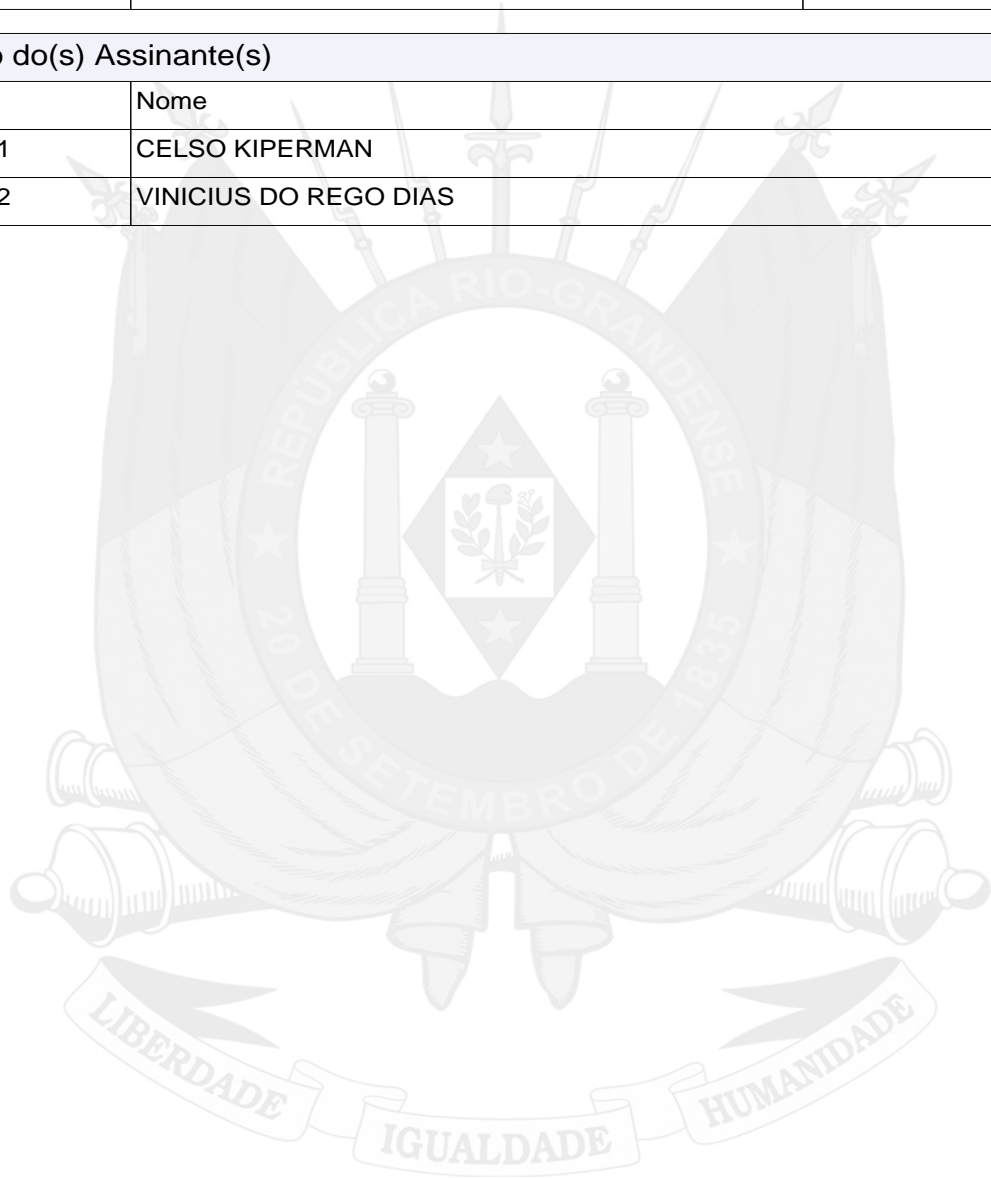 o do(s) Assinante(s)
Nome
1 CELSO KIPERMAN
2 VINICIUS DO REGO DIAS
REPÚBLICA RIO-GRANDENSE
20 DE SETEMBRO DE 1835
LIBERDADE IGUALDADE HUMANIDADE